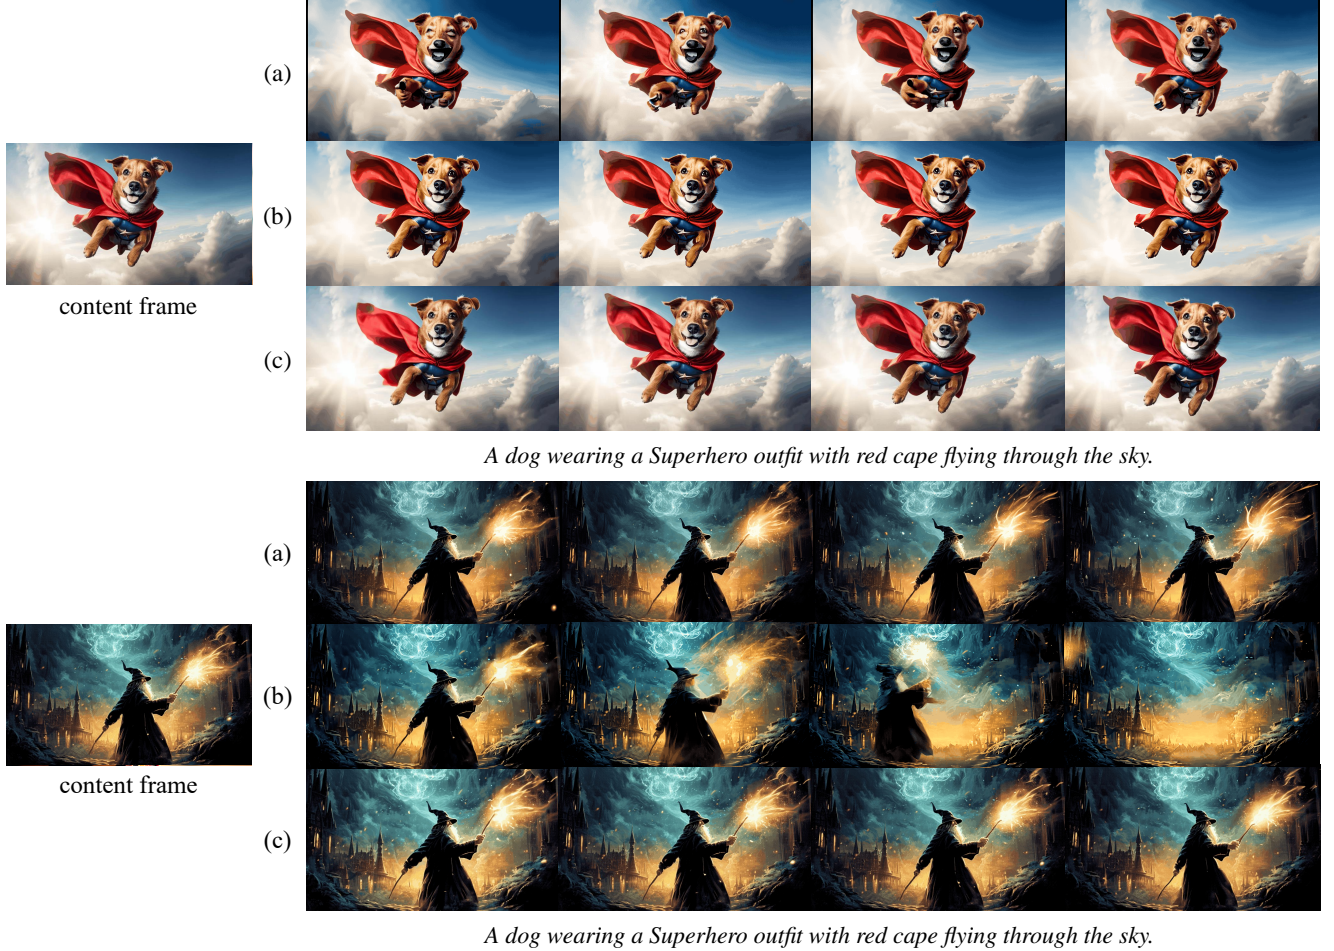 (a)
(b)
content frame
(c)
A dog wearing a Superhero outfit with red cape flying through the sky.
(a)
(b)
content frame
(c)
A dog wearing a Superhero outfit with red cape flying through the sky.